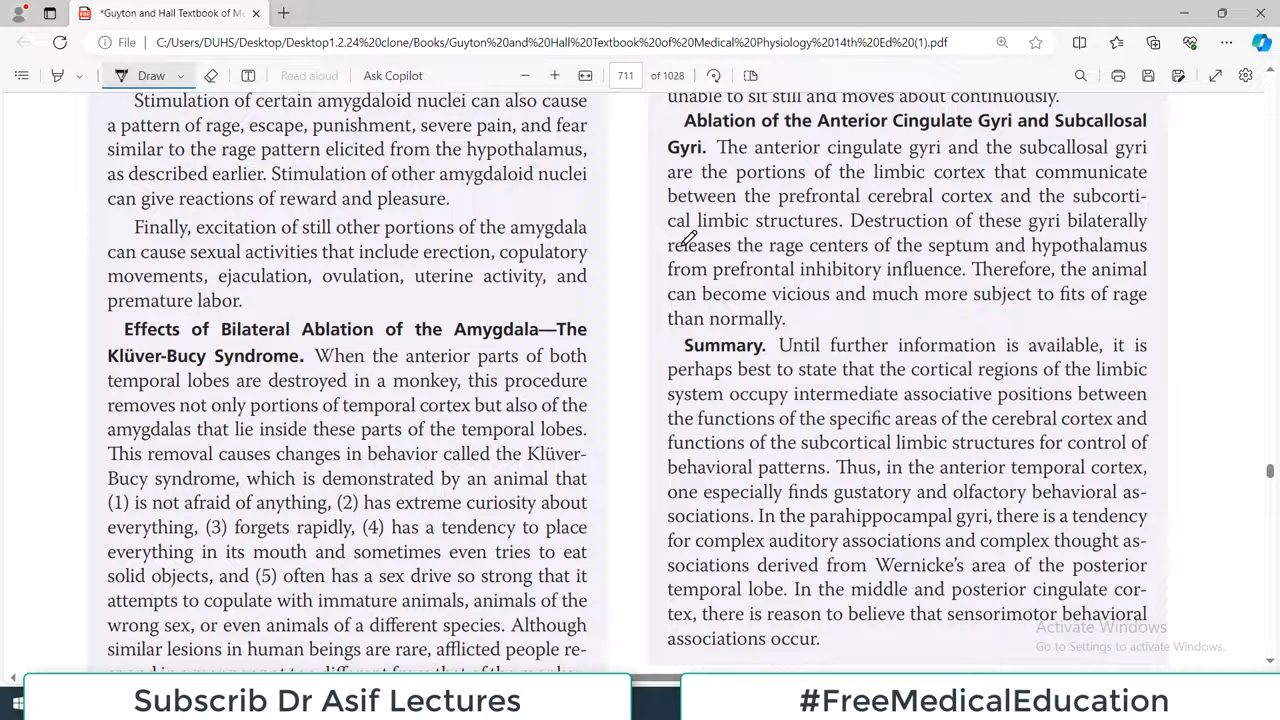 *Guyton and Hall Textbook of Me
File
C:/Users/DUHS/Desktop/Desktop1.2.24%20clone/Books/Guyton%20and%20Hall%20Textbook%20of%20Medical%20Physiology%2014th%20Ed%20(1).pdf
Draw
Read aloud
Ask Copilot
711
of 1028
Stimulation of certain amygdaloid nuclei can also cause
a pattern of rage, escape, punishment, severe pain, and fear
similar to the rage pattern elicited from the hypothalamus,
as described earlier. Stimulation of other amygdaloid nuclei
can give reactions of reward and pleasure.
Finally, excitation of still other portions of the amygdala
can cause sexual activities that include erection, copulatory
movements, ejaculation, ovulation, uterine activity, and
premature labor.
Effects of Bilateral Ablation of the Amygdala—The
Klüver-Bucy Syndrome. When the anterior parts of both
temporal lobes are destroyed in a monkey, this procedure
removes not only portions of temporal cortex but also of the
amygdalas that lie inside these parts of the temporal lobes.
This removal causes changes in behavior called the Klüver-
Bucy syndrome, which is demonstrated by an animal that
(1) is not afraid of anything, (2) has extreme curiosity about
everything, (3) forgets rapidly, (4) has a tendency to place
everything in its mouth and sometimes even tries to eat
solid objects, and (5) often has a sex drive so strong that it
attempts to copulate with immature animals, animals of the
wrong sex, or even animals of a different species. Although
similar lesions in human beings are rare, afflicted people re-
unable to sit still and moves about continuously.
Ablation of the Anterior Cingulate Gyri and Subcallosal
Gyri. The anterior cingulate gyri and the subcallosal gyri
are the portions of the limbic cortex that communicate
between the prefrontal cerebral cortex and the subcorti-
cal limbic structures. Destruction of these gyri bilaterally
releases the rage centers of the septum and hypothalamus
from prefrontal inhibitory influence. Therefore, the animal
can become vicious and much more subject to fits of rage
than normally.
Summary. Until further information is available, it is
perhaps best to state that the cortical regions of the limbic
system occupy intermediate associative positions between
the functions of the specific areas of the cerebral cortex and
functions of the subcortical limbic structures for control of
behavioral patterns. Thus, in the anterior temporal cortex,
one especially finds gustatory and olfactory behavioral as-
sociations. In the parahippocampal gyri, there is a tendency
for complex auditory associations and complex thought as-
sociations derived from Wernicke's area of the posterior
temporal lobe. In the middle and posterior cingulate cor-
tex, there is reason to believe that sensorimotor behavioral
associations occur.
Activate Windows
Go to Settings to activate Windows.
Subscrib Dr Asif Lectures
#FreeMedicalEducation